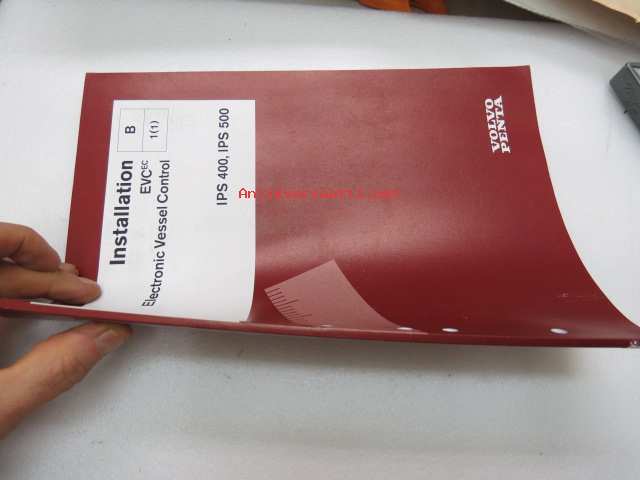 Installation
B
1(1)
EVCEC
Electronic Vessel Control
IPS 400, IPS 500
VOLVO
PENTA